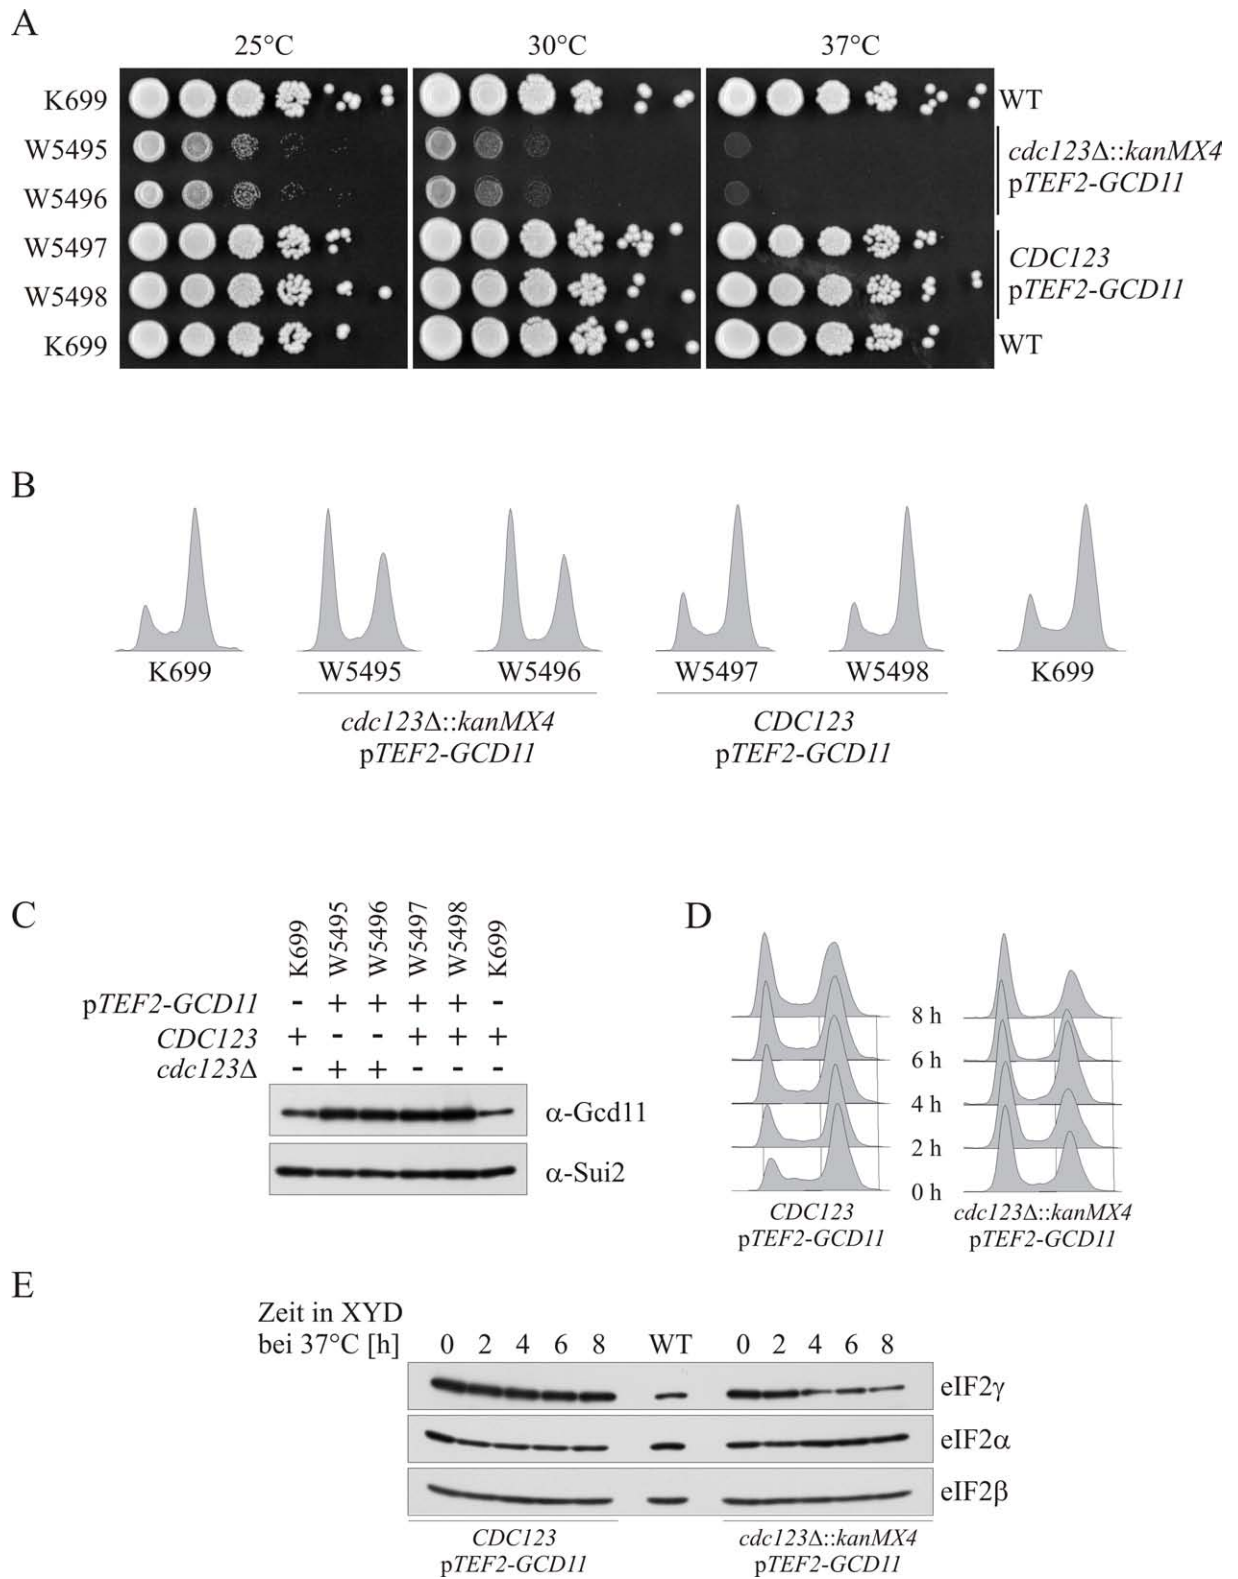 A
25°C 30°C 37°C
K699 WT
W5495
W5496
cdc123Δ::kanMX4
pTEF2-GCD11
W5497
W5498
CDC123
pTEF2-GCD11
K699 WT
B
K699 W5495 W5496 W5497 W5498 K699
cdc123Δ::kanMX4 CDC123
pTEF2-GCD11 pTEF2-GCD11
C
K699 W5495 W5496 W5497 W5498 K699
pTEF2-GCD11 - + + + + -
CDC123 + - - + + +
cdc123Δ - + + - - -
α-Gcd11
α-Sui2
D
8 h
6 h
4 h
2 h
0 h
CDC123 cdc123Δ::kanMX4
pTEF2-GCD11 pTEF2-GCD11
E
Zeit in XYD
bei 37°C [h] 0 2 4 6 8 WT 0 2 4 6 8
eIF2γ
eIF2α
eIF2β
CDC123 cdc123Δ::kanMX4
pTEF2-GCD11 pTEF2-GCD11